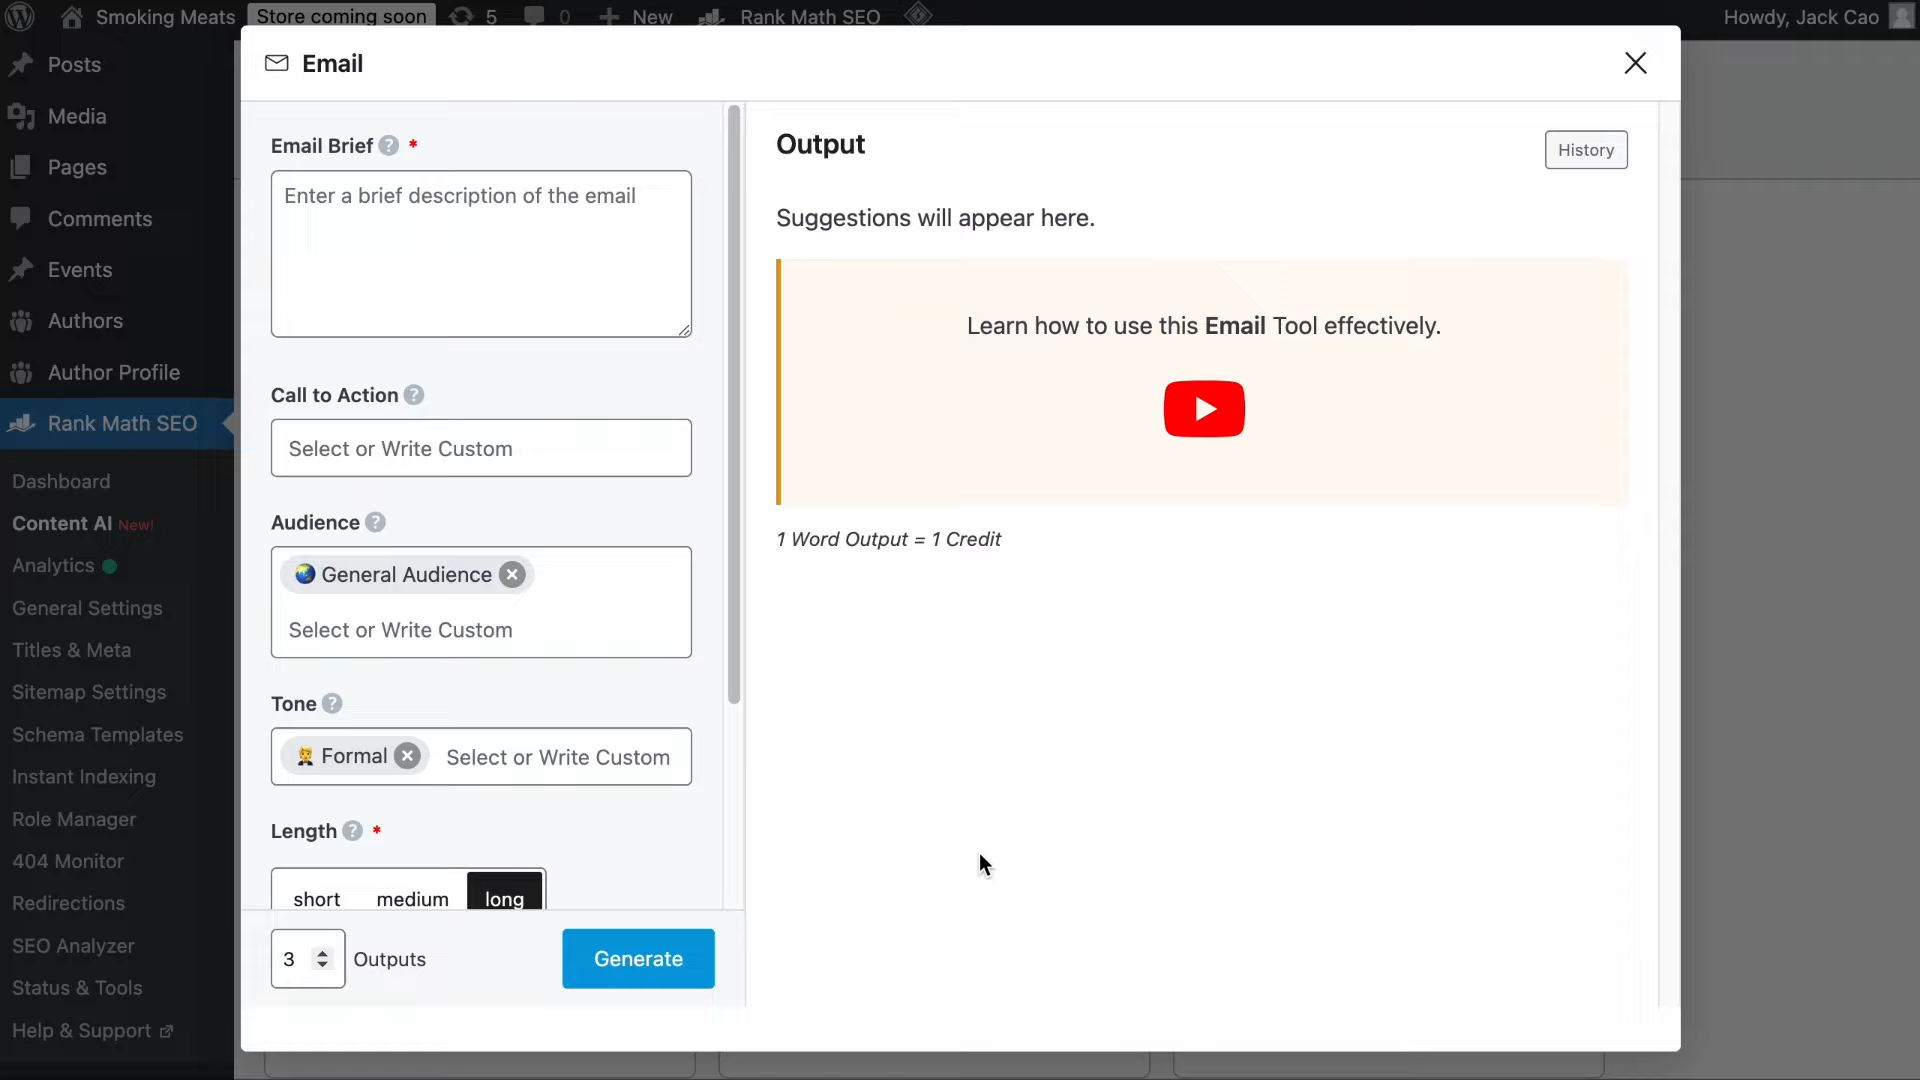 Smoking Meats Store coming soon 5 0 New Rank Math SEO Howdy, Jack Cao
Posts
Media
Pages
Comments
Events
Authors
Author Profile
Rank Math SEO
Dashboard
Content AI New!
Analytics
General Settings
Titles & Meta
Sitemap Settings
Schema Templates
Instant Indexing
Role Manager
404 Monitor
Redirections
SEO Analyzer
Status & Tools
Help & Support
Email
Email Brief ? *
Enter a brief description of the email
Call to Action ?
Select or Write Custom
Audience ?
General Audience
Select or Write Custom
Tone ?
Formal Select or Write Custom
Length ? *
short medium long
3 Outputs Generate
Output
History
Suggestions will appear here.
Learn how to use this Email Tool effectively.
1 Word Output = 1 Credit